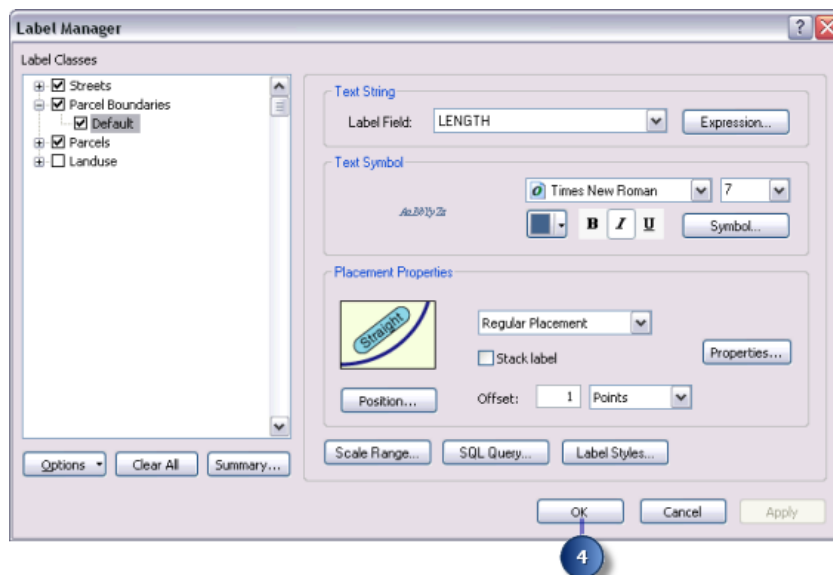 Label Manager
Label Classes
Streets
Parcel Boundaries
Default
Parcels
Landuse
Options
Clear All
Summary...
Text String
Label Field:
LENGTH
Expression...
Text Symbol
AaBbYyZz
Times New Roman
7
B I U
Symbol...
Placement Properties
Straight
Regular Placement
Stack label
Properties...
Position...
Offset: 1 Points
Scale Range...
SQL Query...
Label Styles...
OK
Cancel
Apply
4